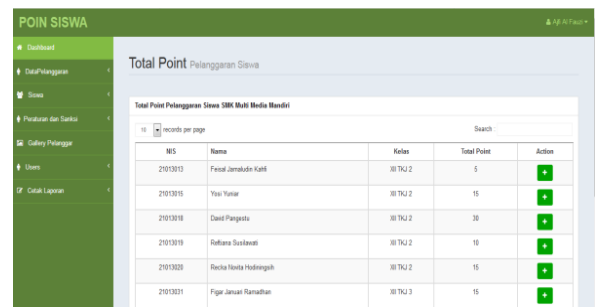 POIN SISWA
Aji Al Fauzi
Dashboard
DataPelanggaran
Siswa
Peraturan dan Sanksi
Gallery Pelanggar
Users
Cetak Laporan
Total Point Pelanggaran Siswa
Total Point Pelanggaran Siswa SMK Multi Media Mandiri
10 records per page
Search :
NIS Nama Kelas Total Point Action
21013013 Feisal Jamaludin Kahfi XII TKJ 2 5 +
21013015 Yosi Yuniar XII TKJ 2 15 +
21013018 David Pangestu XII TKJ 2 20 +
21013019 Refiana Susilawati XII TKJ 2 10 +
21013020 Recka Novita Hodiningsih XII TKJ 2 15 +
21013031 Figar Januari Ramadhan XII TKJ 3 15 +